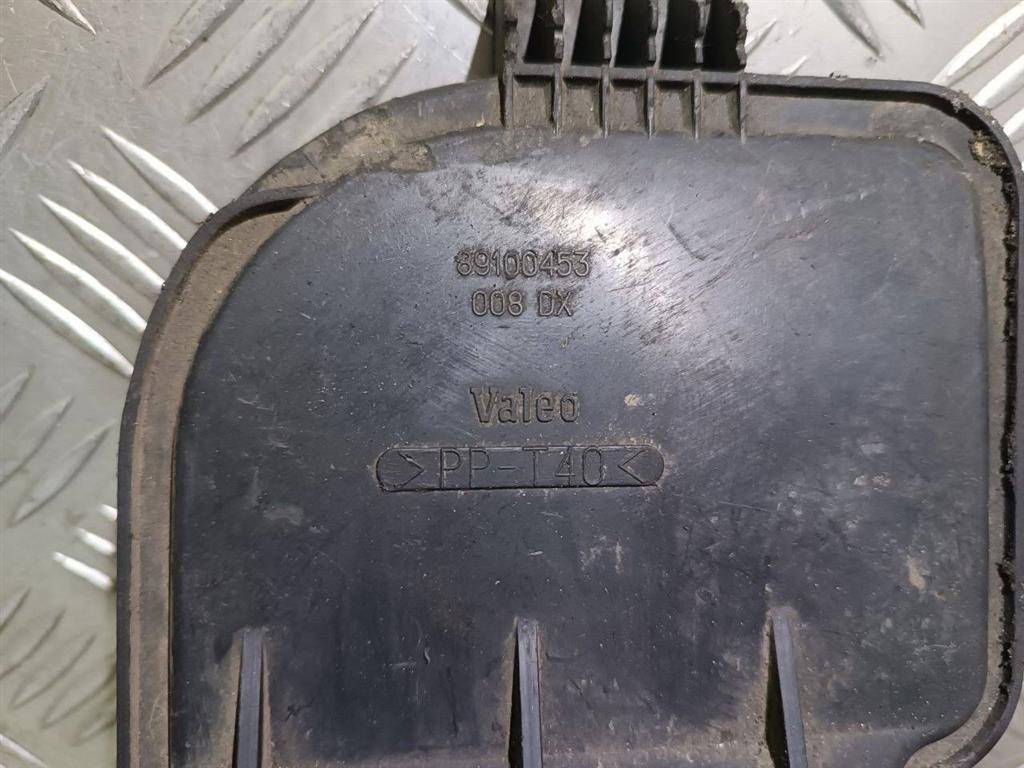 89100453
008 DX
Valeo
>PP-T40<